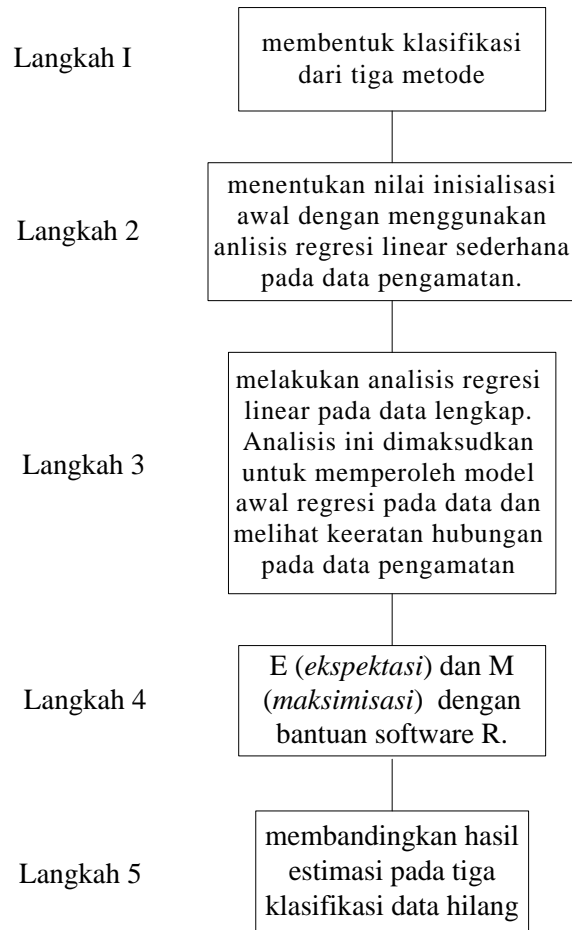 Langkah I
membentuk klasifikasi
dari tiga metode
Langkah 2
menentukan nilai inisialisasi
awal dengan menggunakan
anlisis regresi linear sederhana
pada data pengamatan.
Langkah 3
melakukan analisis regresi
linear pada data lengkap.
Analisis ini dimaksudkan
untuk memperoleh model
awal regresi pada data dan
melihat keeratan hubungan
pada data pengamatan
Langkah 4
E (ekspektasi) dan M
(maksimisasi) dengan
bantuan software R.
Langkah 5
membandingkan hasil
estimasi pada tiga
klasifikasi data hilang